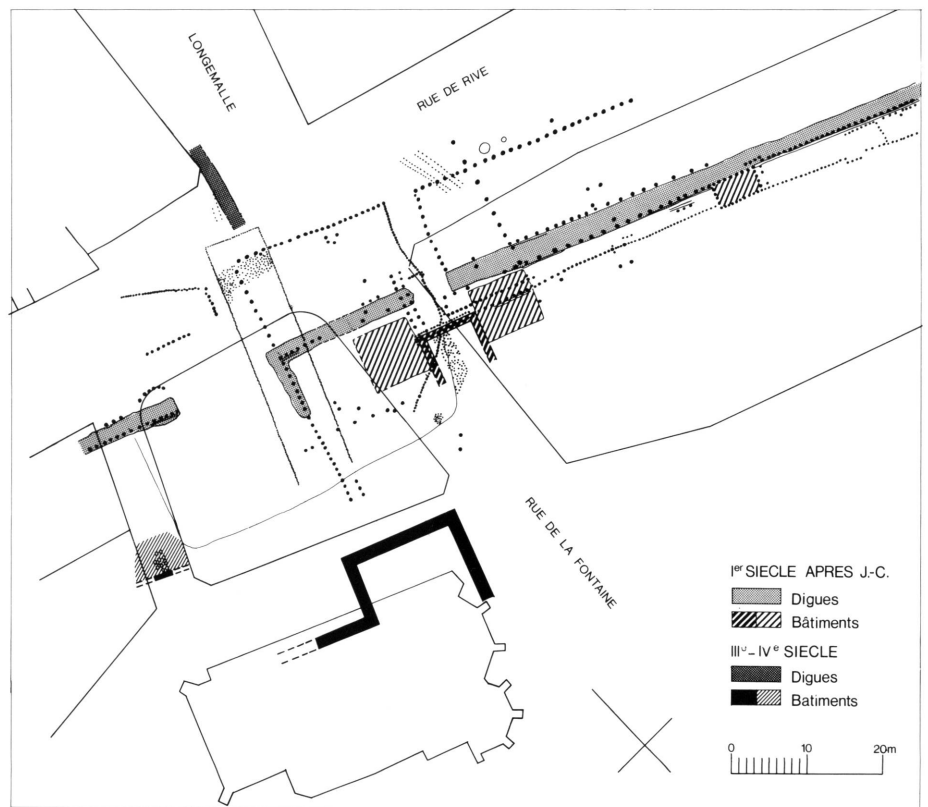 LONGEMALLE
RUE DE RIVE
RUE DE LA FONTAINE
Ier SIECLE APRES J.-C.
Digues
Bâtiments
IIIe – IVe SIECLE
Digues
Batiments
0 10 20m